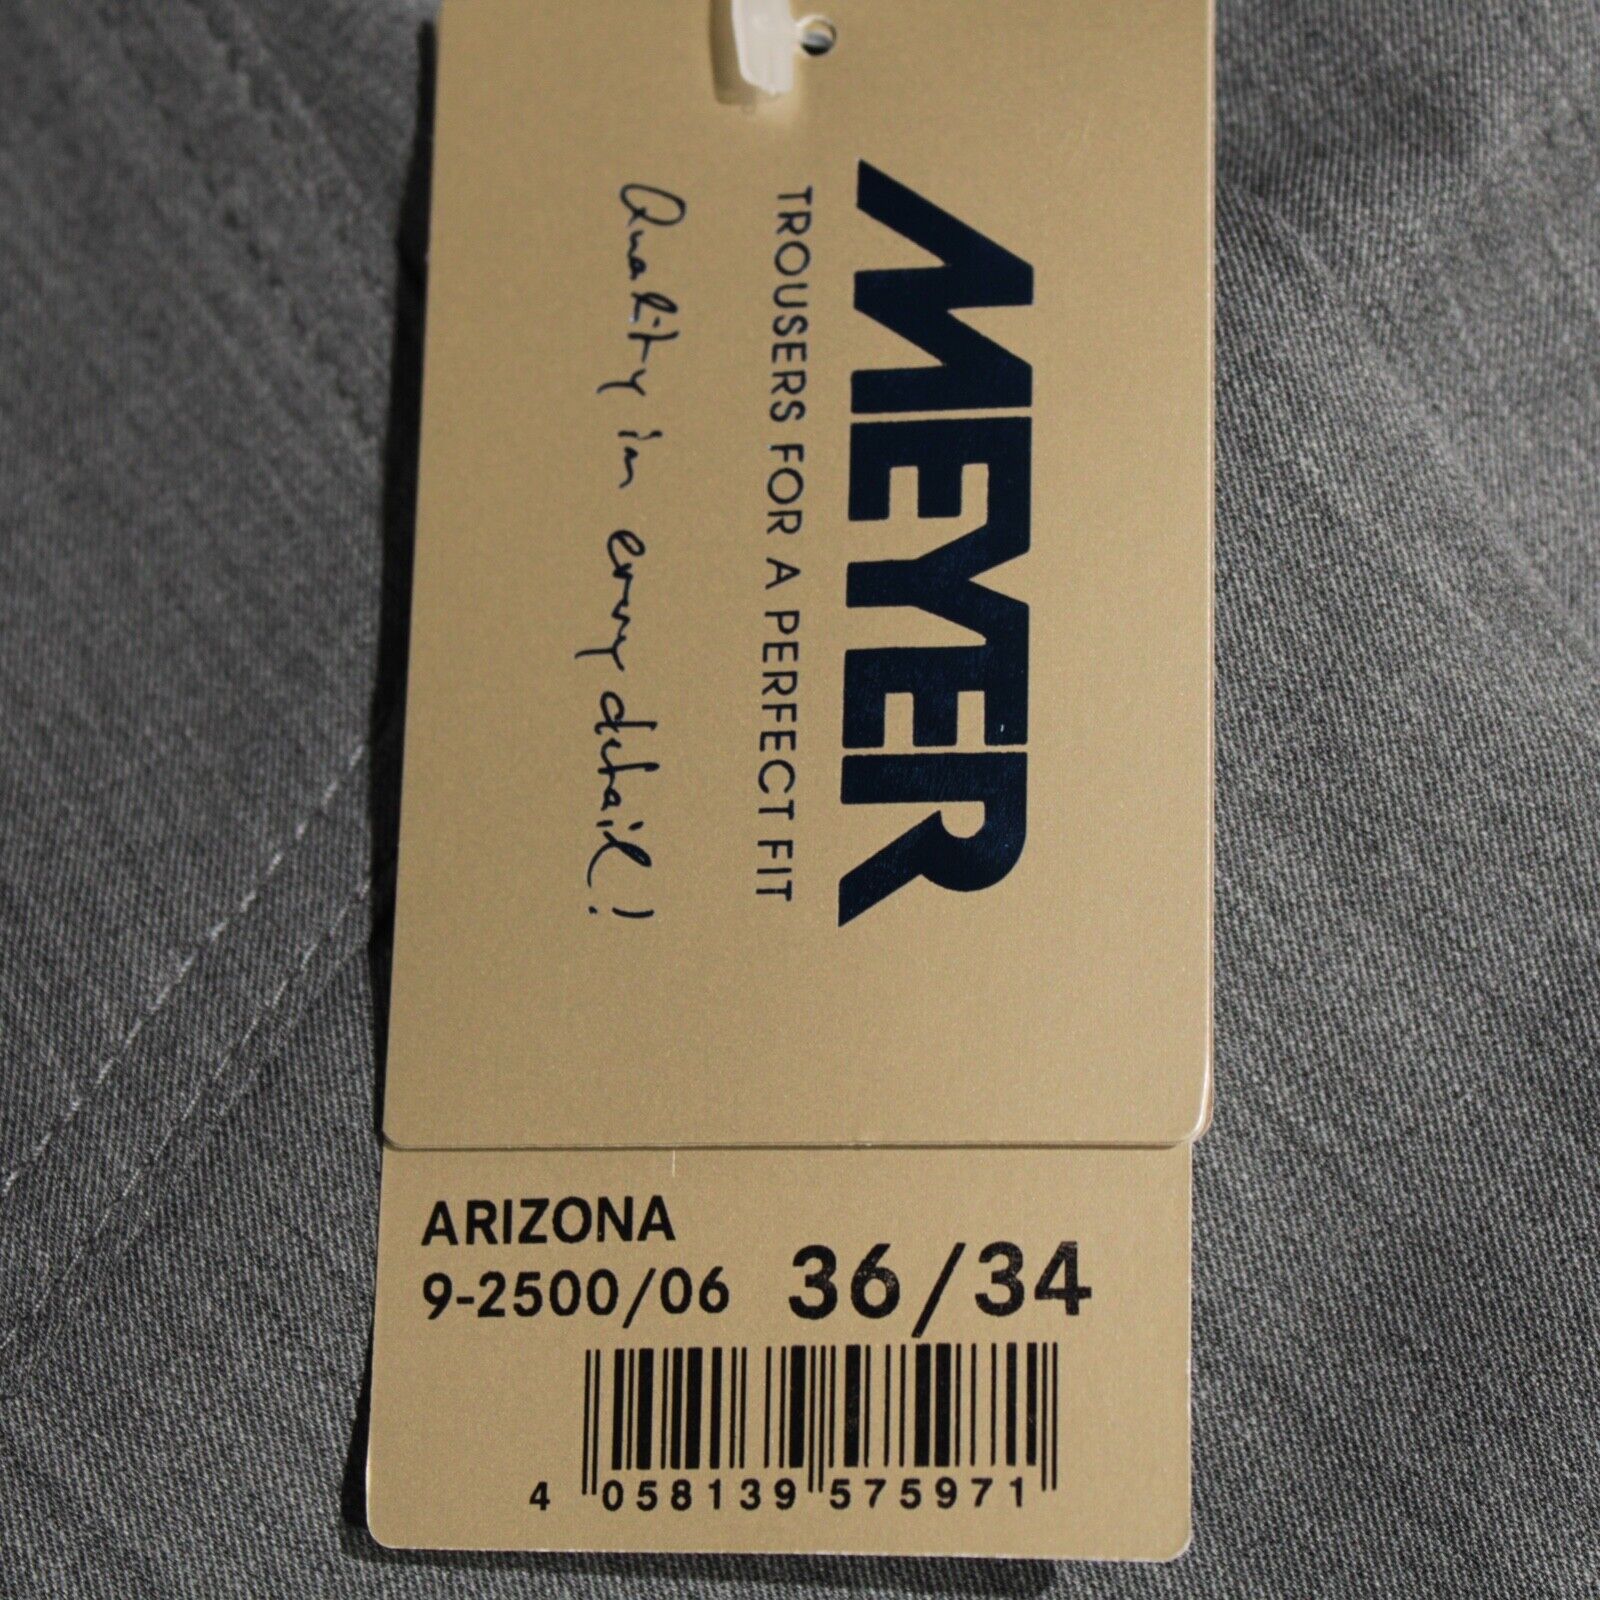 MEYER
TROUSERS FOR A PERFECT FIT
Quality in every detail!
ARIZONA
9-2500/06 36/34
4 058139 575971